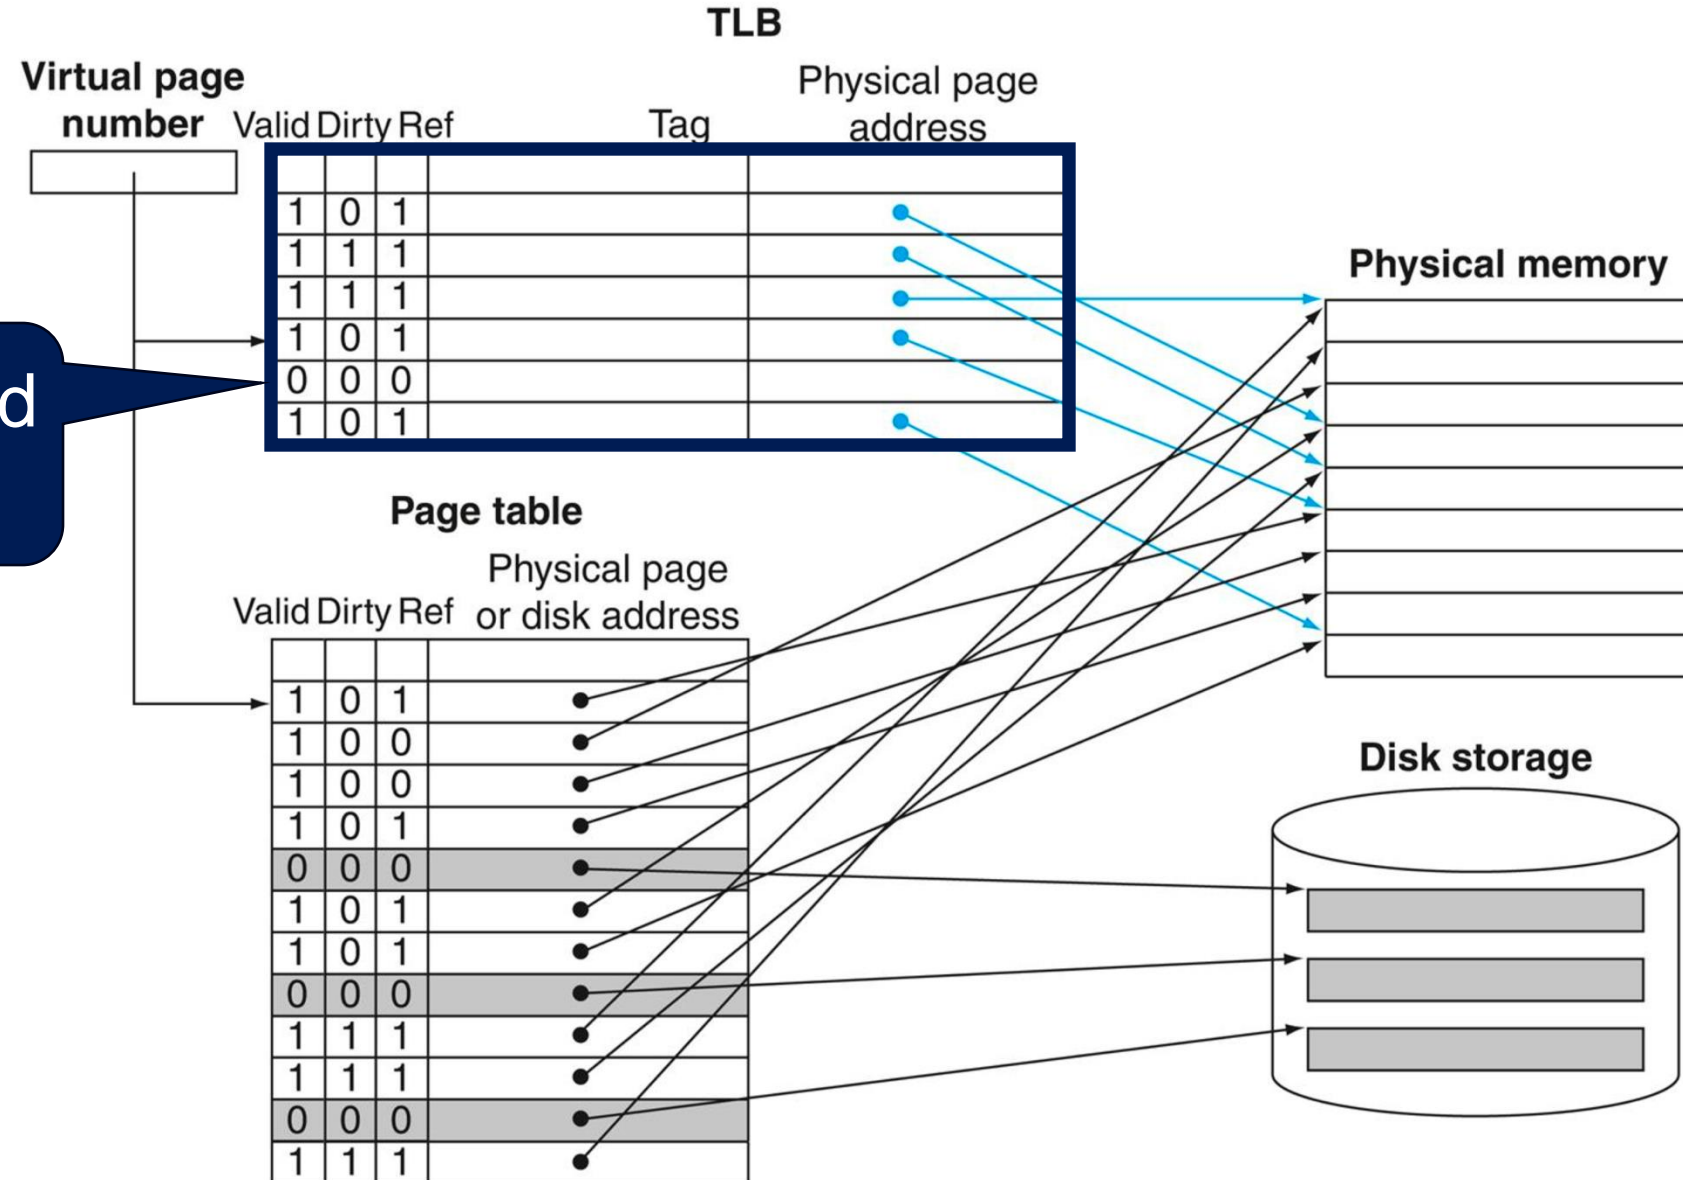 TLB
Virtual page
number
Valid Dirty Ref
Tag
Physical page
address
1 0 1
1 1 1
1 1 1
1 0 1
0 0 0
1 0 1
d
Physical memory
Page table
Physical page
or disk address
Valid Dirty Ref
1 0 1
1 0 0
1 0 0
1 0 1
0 0 0
1 0 1
1 0 1
0 0 0
1 1 1
1 1 1
0 0 0
1 1 1
Disk storage